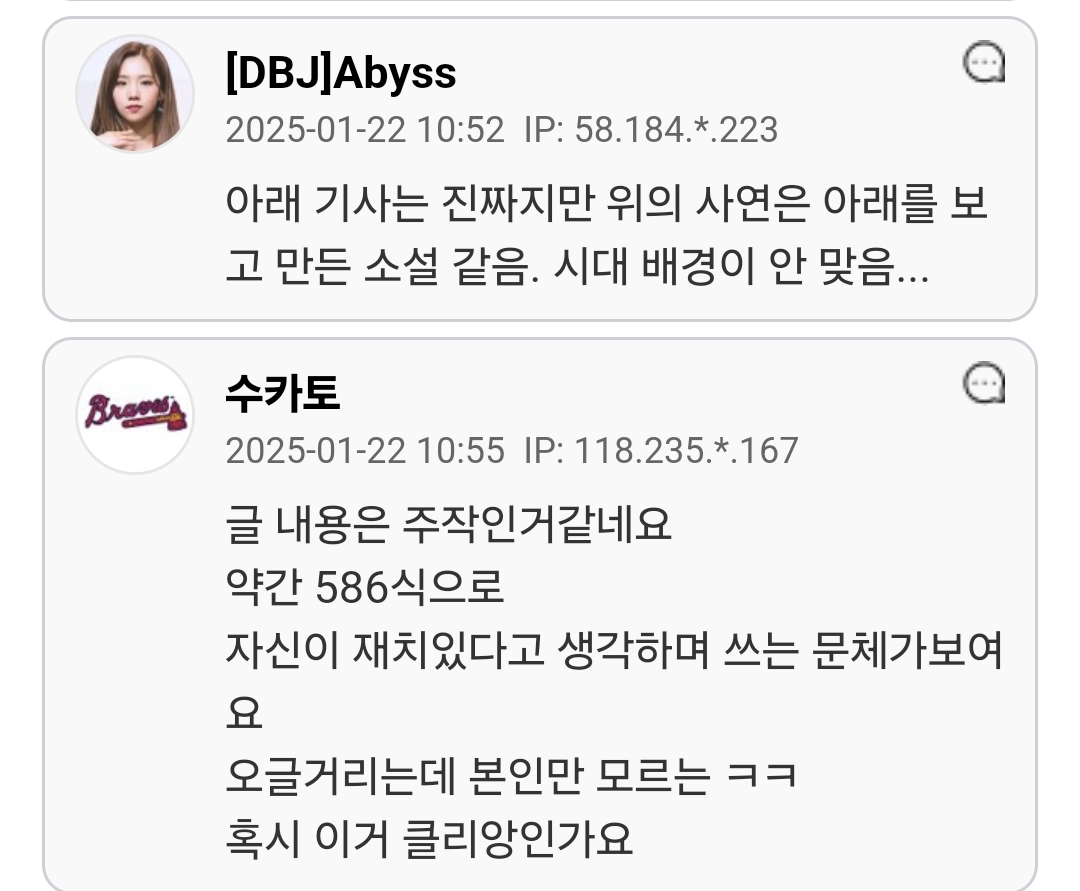 [DBJ]Abyss
2025-01-22 10:52 IP: 58.184.*.223
아래 기사는 진짜지만 위의 사연은 아래를 보
고 만든 소설 같음. 시대 배경이 안 맞음...
Braves
수카토
2025-01-22 10:55 IP: 118.235.*.167
글 내용은 주작인거같네요
약간 586식으로
자신이 재치있다고 생각하며 쓰는 문체가보여
요
오글거리는데 본인만 모르는 ㅋㅋ
혹시 이거 클리앙인가요